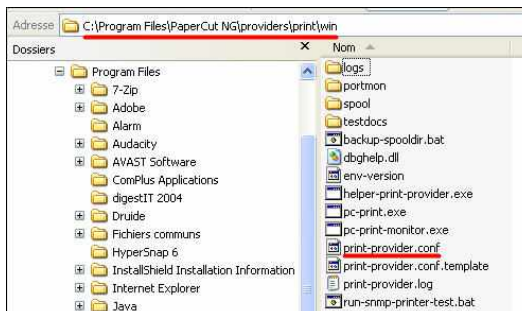 Adresse C:\Program Files\PaperCut NG\providers\print\win
Dossiers
Program Files
7-Zip
Adobe
Alarm
Audacity
AVAST Software
ComPlus Applications
digestIT 2004
Druide
Fichiers communs
HyperSnap 6
InstallShield Installation Information
Internet Explorer
Java
Nom
logs
portmon
spool
testdocs
backup-spooldir.bat
dbghelp.dll
env-version
helper-print-provider.exe
pc-print.exe
pc-print-monitor.exe
print-provider.conf
print-provider.conf.template
print-provider.log
run-snmp-printer-test.bat